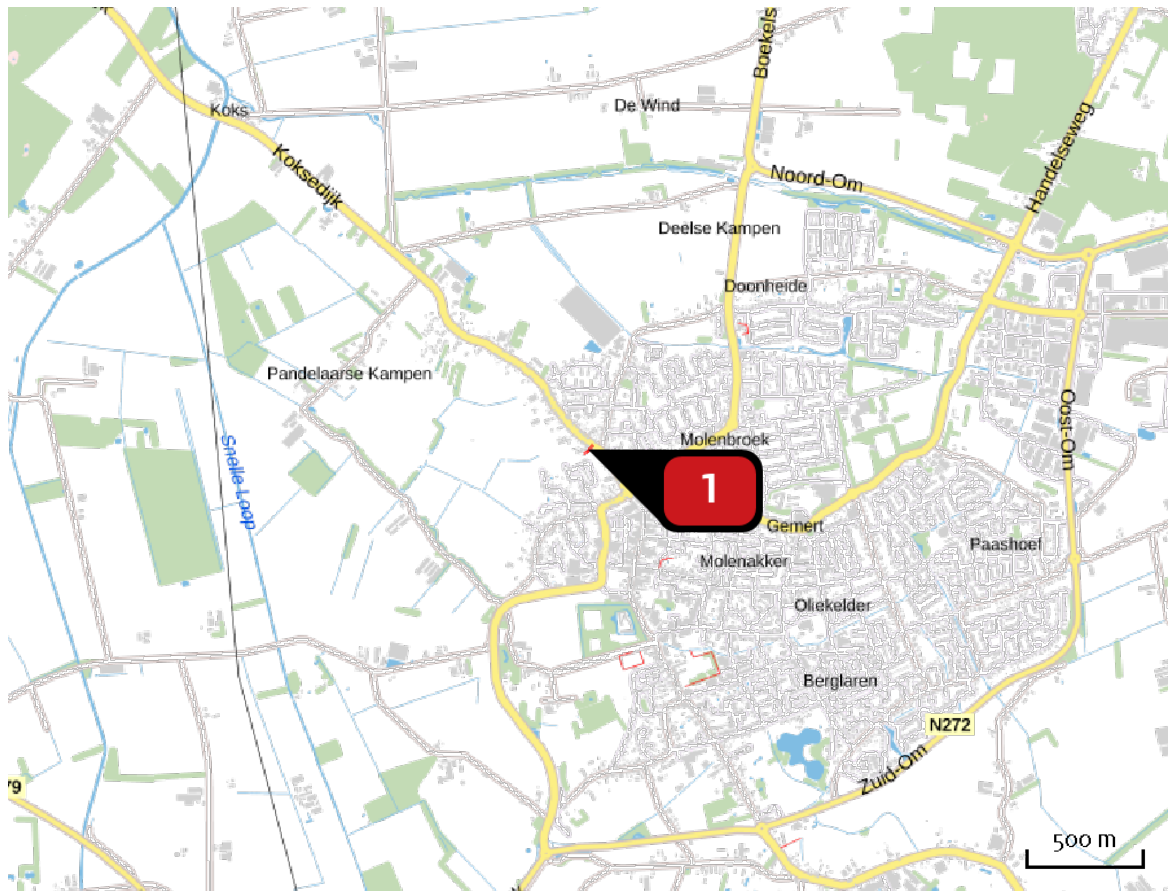 Boekels
De Wind
Koks
Handelseweg
Koksedijk
Noord-Om
Deelse Kampen
Doonheide
Pandelaarse Kampen
Oost-Om
Snelle Loop
Molenbroek
1
Gemert
Paashoef
Molenakker
Oliekelder
Berglaren
N272
Zuid-Om
79
500 m